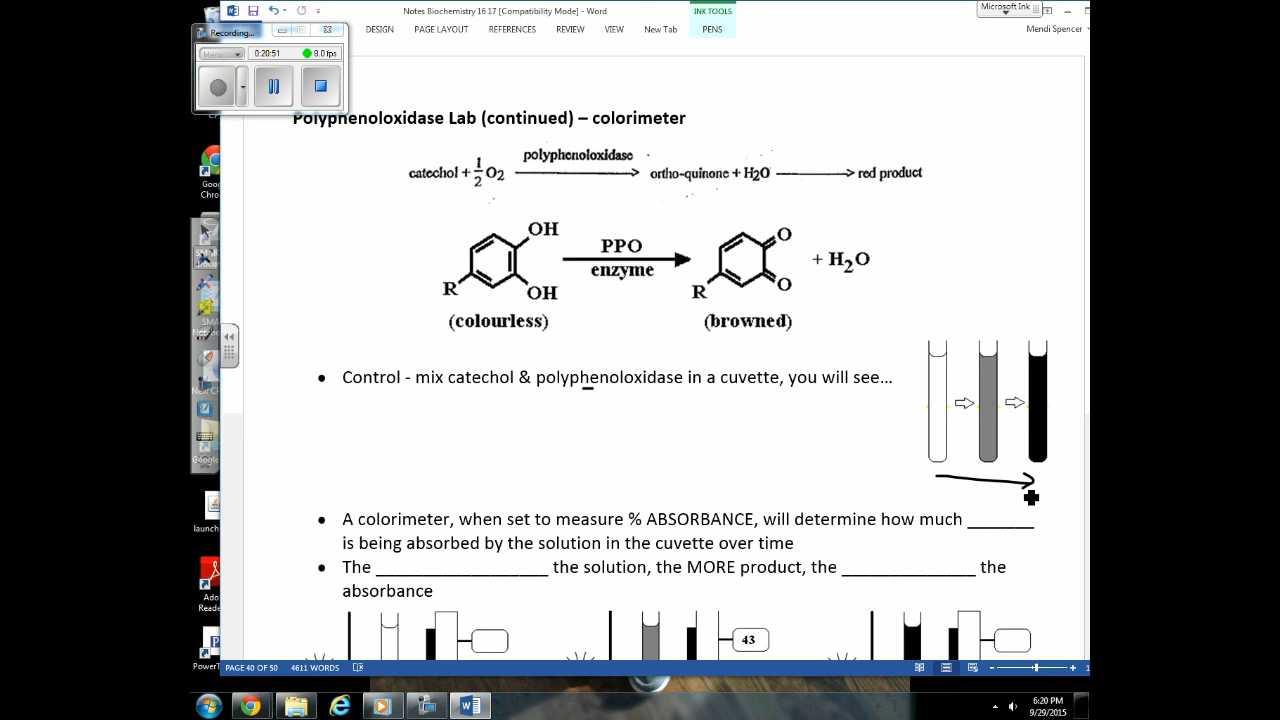 Notes Biochemistry 16 17 [Compatibility Mode] - Word
INK TOOLS
Microsoft Ink
Recording...
DESIGN PAGE LAYOUT REFERENCES REVIEW VIEW New Tab PENS
Mendi Spencer
Menu 0:20:51 8.0 fps
Polyphenoloxidase Lab (continued) – colorimeter
polyphenoloxidase
catechol + 1/2 O2 ortho-quinone + H2O red product
OH
PPO
enzyme
O
+ H2O
R
OH
R
O
(colourless) (browned)
• Control - mix catechol & polyphenoloxidase in a cuvette, you will see...
• A colorimeter, when set to measure % ABSORBANCE, will determine how much _______
is being absorbed by the solution in the cuvette over time
• The __________________ the solution, the MORE product, the ______________ the
absorbance
43
PAGE 40 OF 50 4611 WORDS
6:20 PM
9/29/2015